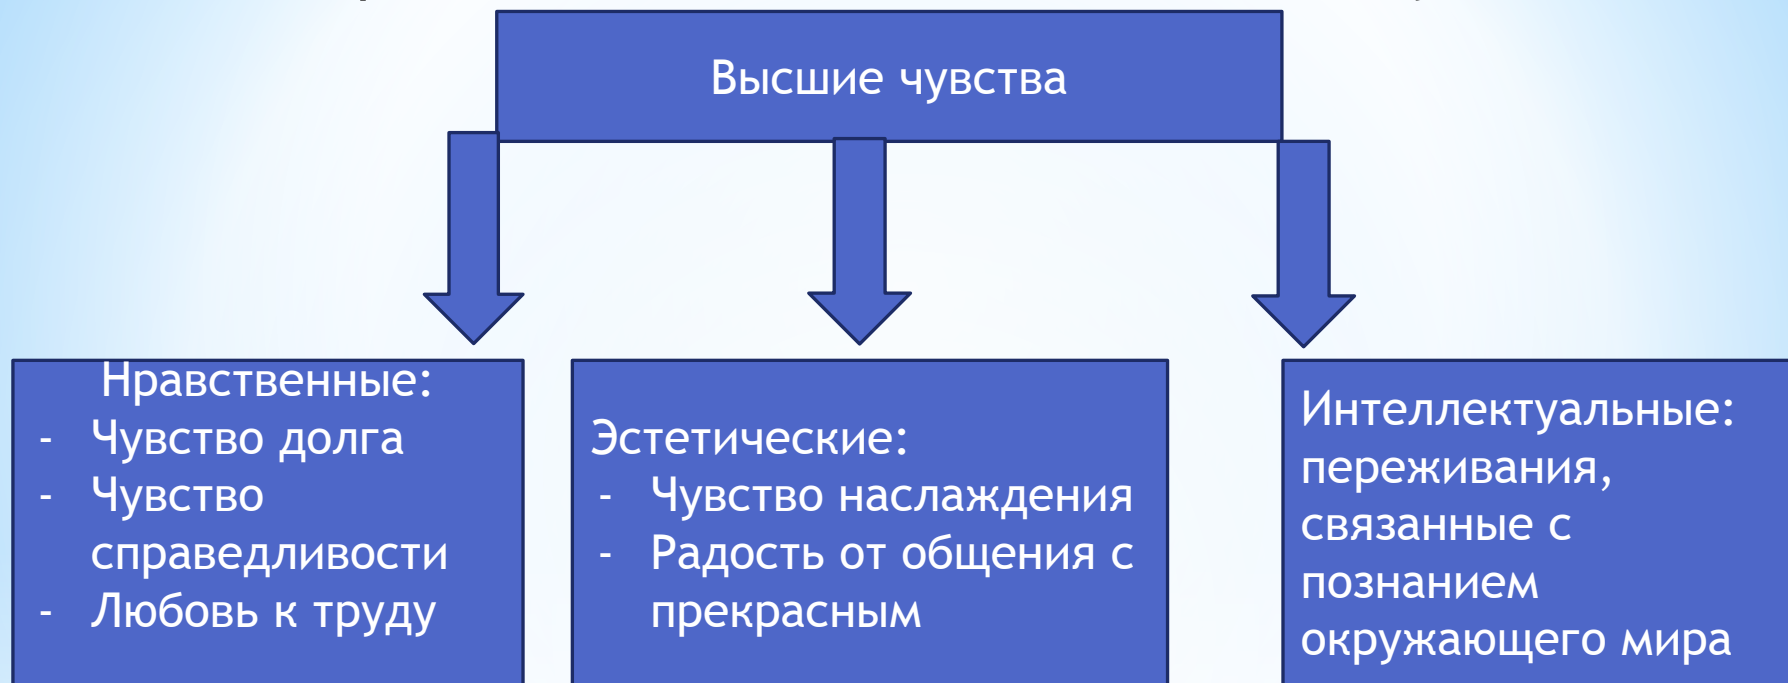 Высшие чувства
Нравственные:
- Чувство долга
- Чувство
справедливости
- Любовь к труду
Эстетические:
- Чувство наслаждения
- Радость от общения с
прекрасным
Интеллектуальные:
переживания,
связанные с
познанием
окружающего мира